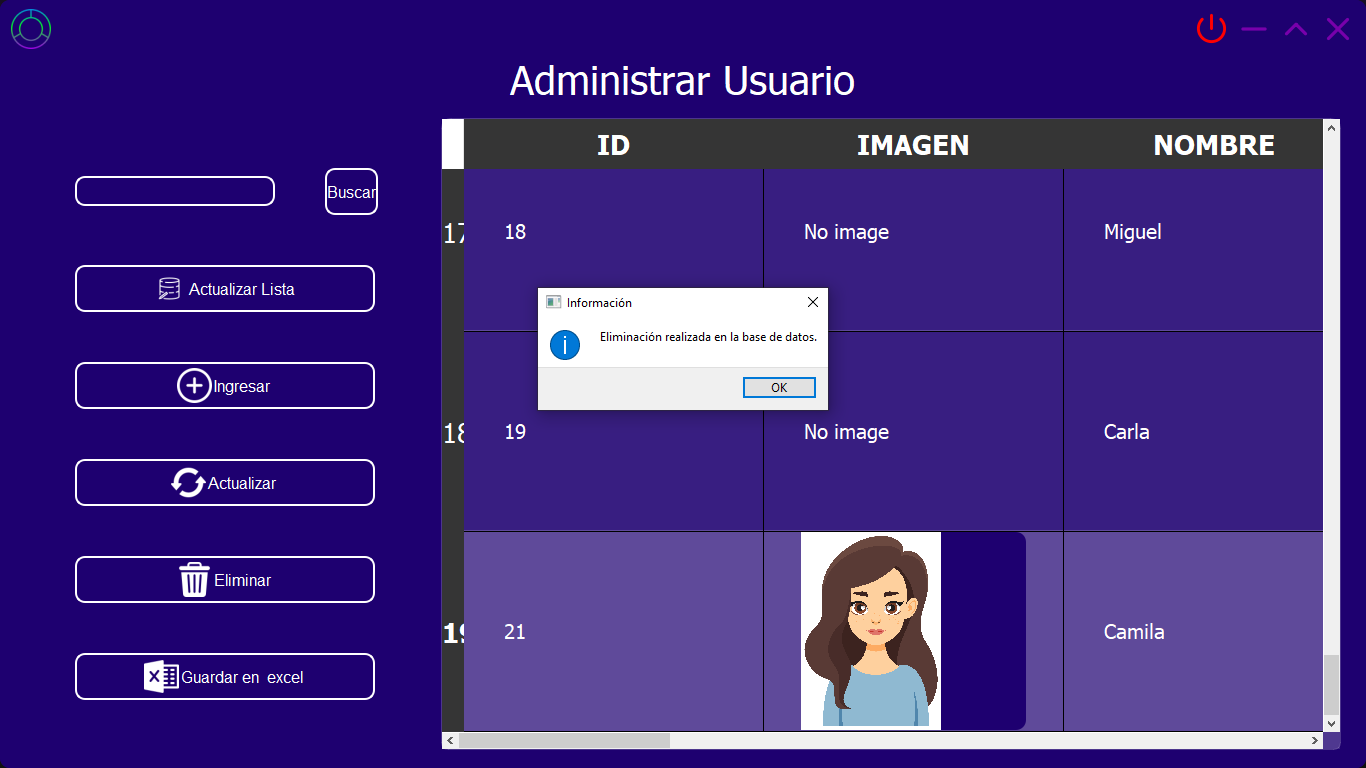 Administrar Usuario
ID IMAGEN NOMBRE
Buscar
17 18 No image Miguel
Actualizar Lista
Información
Eliminación realizada en la base de datos.
OK
Ingresar
18 19 No image Carla
Actualizar
Eliminar
19 21 Camila
Guardar en excel